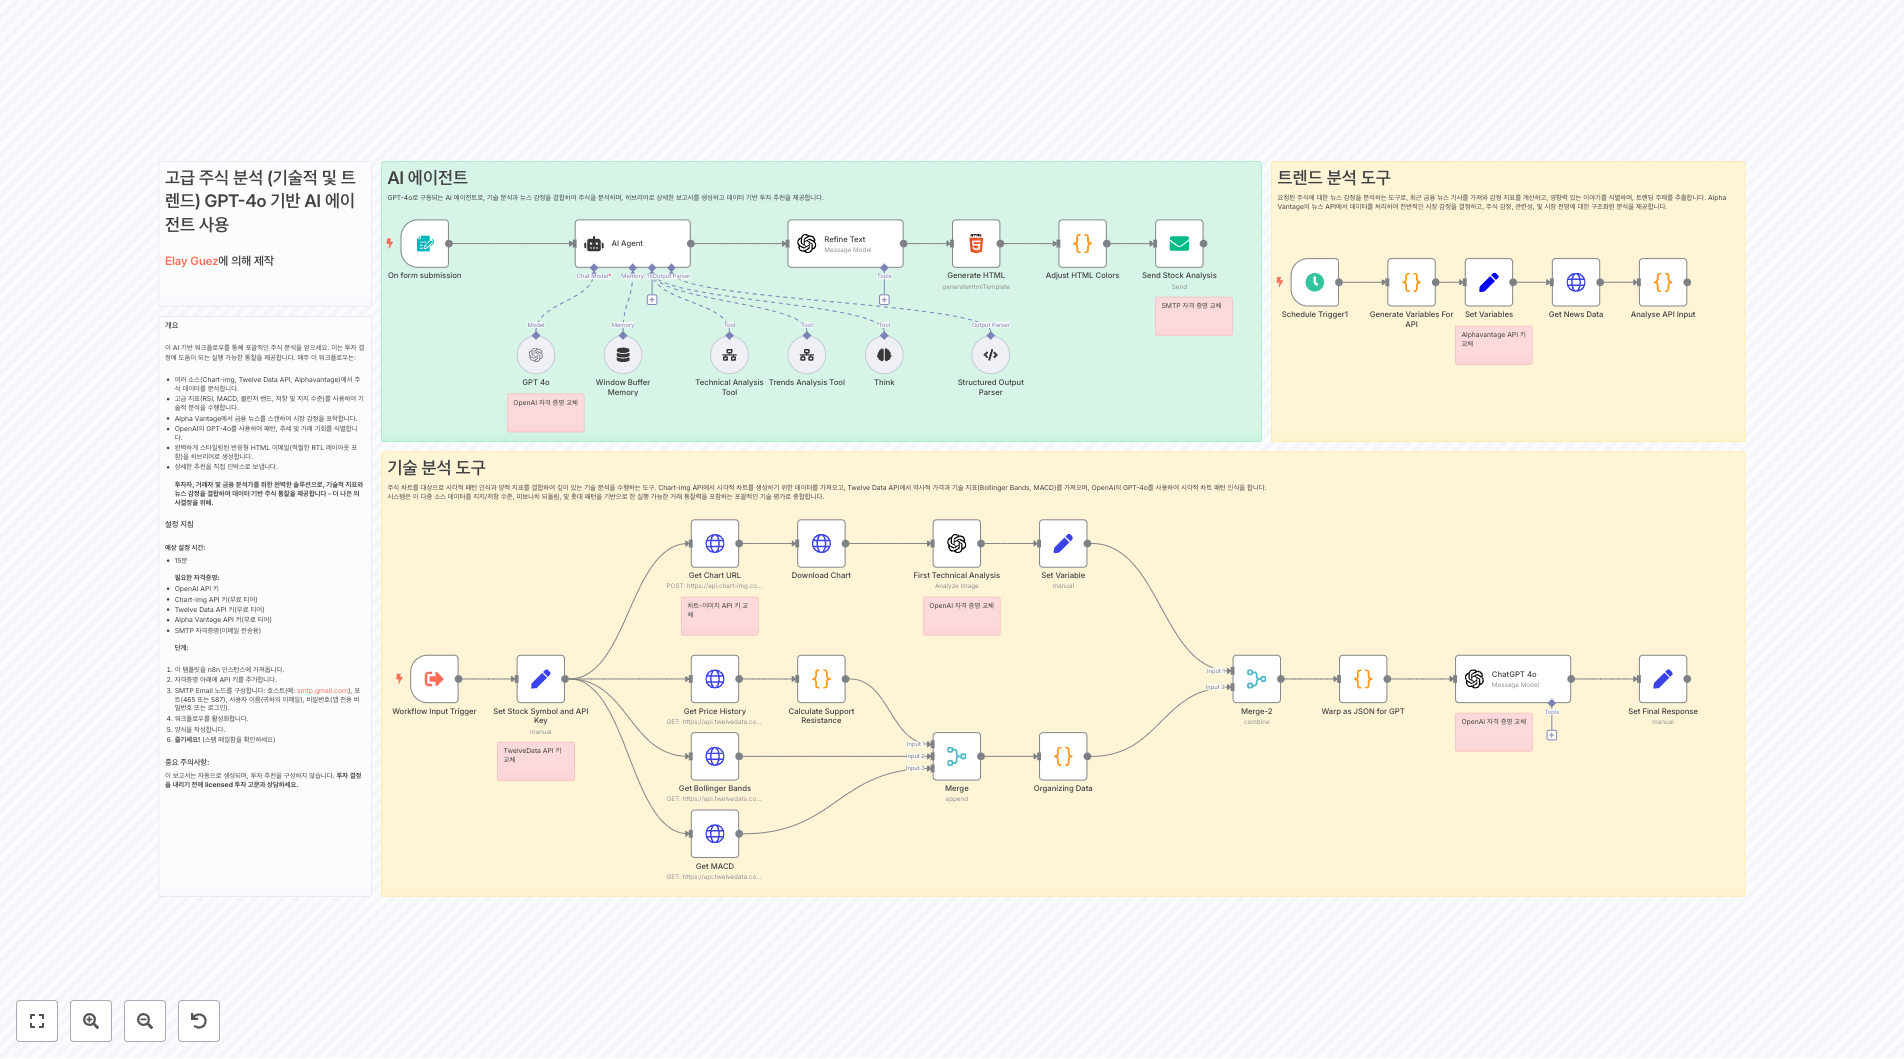 고급 주식 분석 (기술적 및 트
렌드) GPT-4o 기반 AI 에이
전트 사용
Elay Guez에 의해 제작
개요
이 AI 기반 워크플로우를 통해 포괄적인 주식 분석을 얻으세요. 이는 투자 결
정에 도움이 되는 실행 가능한 통찰을 제공합니다. 매주 이 워크플로우는:
여러 소스(Chart-img, Twelve Data API, Alphavantage)에서 주
식 데이터를 분석합니다.
고급 지표(RSI, MACD, 볼린저 밴드, 저항 및 지지 수준)를 사용하여 기
술적 분석을 수행합니다.
Alpha Vantage에서 금융 뉴스를 스캔하여 시장 감정을 포착합니다.
OpenAI의 GPT-4o를 사용하여 패턴, 추세 및 거래 기회를 식별합니
다.
완벽하게 스타일링된 반응형 HTML 이메일(적절한 RTL 레이아웃 포
함)을 히브리어로 생성합니다.
상세한 추천을 직접 인박스로 보냅니다.
투자자, 거래자 및 금융 분석가를 위한 완벽한 솔루션으로, 기술적 지표와
뉴스 감정을 결합하여 데이터 기반 주식 통찰을 제공합니다 - 더 나은 의
사결정을 위해.
설정 지침
예상 설정 시간:
15분
필요한 자격증명:
OpenAI API 키
Chart-img API 키(무료 티어)
Twelve Data API 키(무료 티어)
Alpha Vantage API 키(무료 티어)
SMTP 자격증명(이메일 전송용)
단계:
1. 이 템플릿을 n8n 인스턴스에 가져옵니다.
2. 자격증명 아래에 API 키를 추가합니다.
3. SMTP Email 노드를 구성합니다: 호스트(예: smtp.gmail.com), 포
트(465 또는 587), 사용자 이름(귀하의 이메일), 비밀번호(앱 전용 비
밀번호 또는 로그인).
4. 워크플로우를 활성화합니다.
5. 양식을 작성합니다.
6. 즐기세요! (스팸 메일함을 확인하세요)
중요 주의사항:
이 보고서는 자동으로 생성되며, 투자 추천을 구성하지 않습니다. 투자 결정
을 내리기 전에 licensed 투자 고문과 상담하세요.
AI 에이전트
GPT-4o로 구동되는 AI 에이전트로, 기술 분석과 뉴스 감정을 결합하여 주식을 분석하며, 히브리어로 상세한 보고서를 생성하고 데이터 기반 투자 추천을 제공합니다.
On form submission
AI Agent
Chat Model*
Memory
Tool
Output Parser
Refine Text
Message Model
Tools
Generate HTML
generateHtmlTemplate
Adjust HTML Colors
Send Stock Analysis
Send
SMTP 자격 증명 교체
Model
GPT 4o
OpenAI 자격 증명 교체
Memory
Window Buffer
Memory
Tool
Technical Analysis
Tool
Tool
Trends Analysis Tool
Tool
Think
Output Parser
Structured Output
Parser
트렌드 분석 도구
요청된 주식에 대한 뉴스 감정을 분석하는 도구로, 최근 금융 뉴스 기사를 가져와 감정 지표를 계산하고, 영향력 있는 이야기를 식별하며, 트렌딩 주제를 추출합니다. Alpha
Vantage의 뉴스 API에서 데이터를 처리하여 전반적인 시장 감정을 결정하고, 주식 감정, 관련성, 및 시장 전망에 대한 구조화된 분석을 제공합니다.
Schedule Trigger1
Generate Variables For
API
Set Variables
Alphavantage API 키
교체
Get News Data
Analyse API Input
기술 분석 도구
주식 차트를 대상으로 시각적 패턴 인식과 양적 지표를 결합하여 깊이 있는 기술 분석을 수행하는 도구. Chart-img API에서 시각적 차트를 생성하기 위한 데이터를 가져오고, Twelve Data API에서 역사적 가격과 기술 지표(Bollinger Bands, MACD)를 가져오며, OpenAI의 GPT-4o를 사용하여 시각적 차트 패턴 인식을 합니다.
시스템은 이 다중 소스 데이터를 지지/저항 수준, 피보나치 되돌림, 및 촛대 패턴을 기반으로 한 실행 가능한 거래 통찰력을 포함하는 포괄적인 기술 평가로 종합합니다.
Get Chart URL
POST: https://api.chart-img.co...
차트-이미지 API 키 교
체
Download Chart
First Technical Analysis
Analyze Image
OpenAI 자격 증명 교체
Set Variable
manual
Workflow Input Trigger
Set Stock Symbol and API
Key
manual
TwelveData API 키
교체
Get Price History
GET: https://api.twelvedata.co...
Calculate Support
Resistance
Get Bollinger Bands
GET: https://api.twelvedata.co...
Get MACD
GET: https://api.twelvedata.co...
Input 1
Input 2
Input 3
Merge
append
Organizing Data
Input 1
Input 2
Merge-2
combine
Warp as JSON for GPT
ChatGPT 4o
Message Model
Tools
OpenAI 자격 증명 교체
Set Final Response
manual